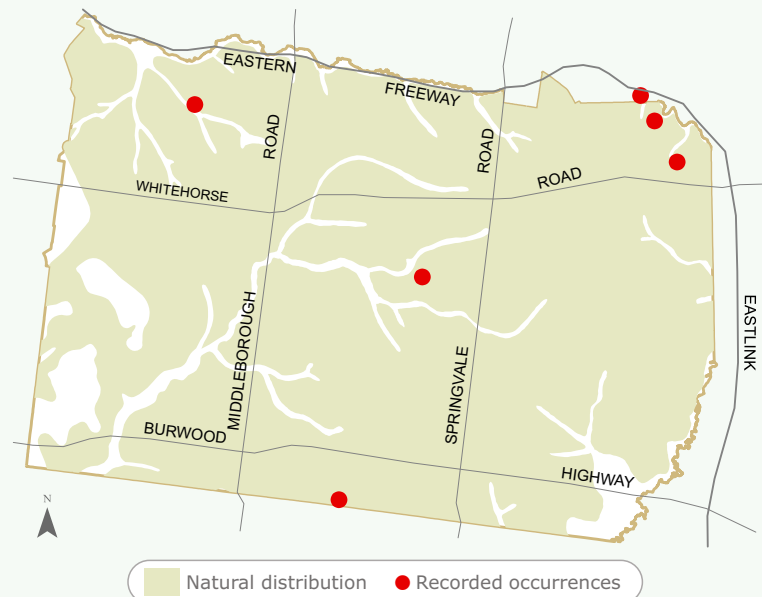 EASTERN
FREEWAY
ROAD
ROAD
WHITEHORSE
ROAD
MIDDLEBOROUGH
SPRINGVALE
EASTLINK
BURWOOD
HIGHWAY
N
Natural distribution
Recorded occurrences